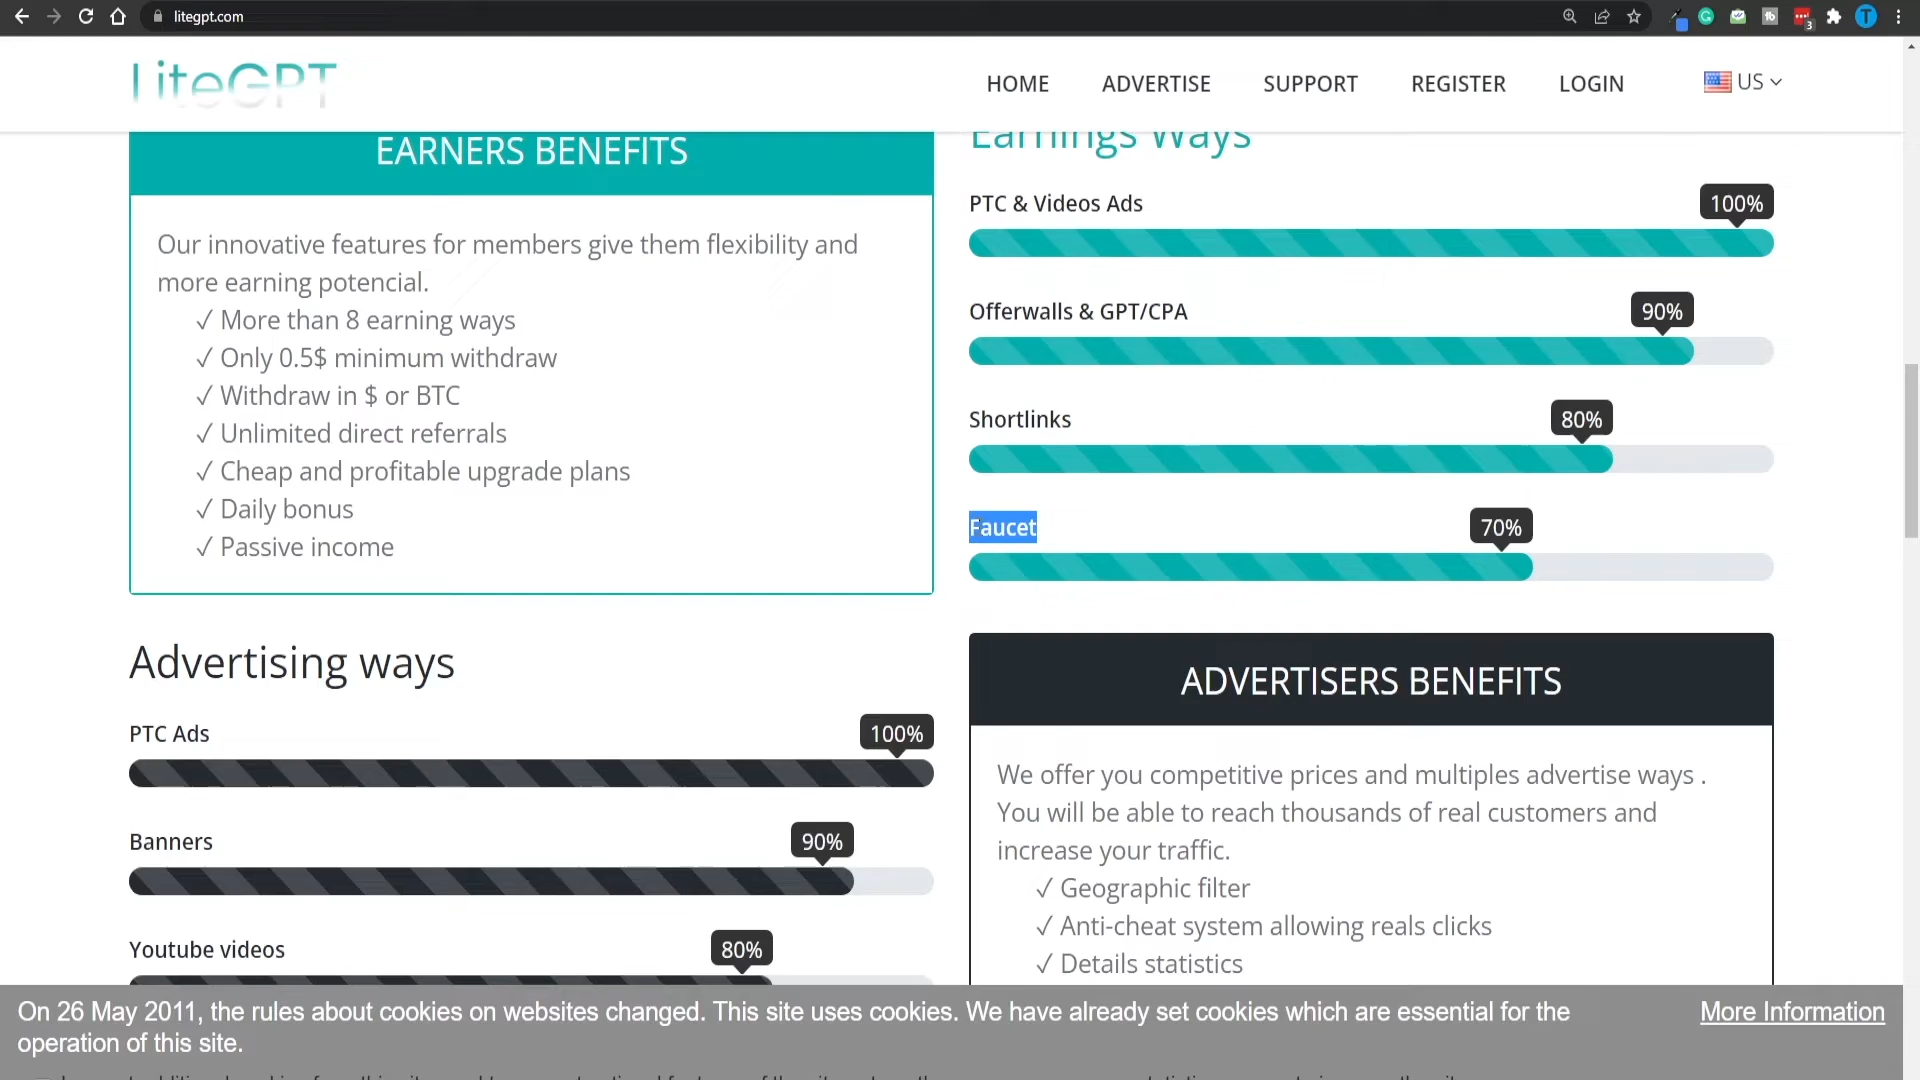 litegpt.com
3
T
LiteGPT
HOME
ADVERTISE
SUPPORT
REGISTER
LOGIN
US
EARNERS BENEFITS
Our innovative features for members give them flexibility and
more earning potencial.
✓ More than 8 earning ways
✓ Only 0.5$ minimum withdraw
✓ Withdraw in $ or BTC
✓ Unlimited direct referrals
✓ Cheap and profitable upgrade plans
✓ Daily bonus
✓ Passive income
Earnings Ways
PTC & Videos Ads
100%
Offerwalls & GPT/CPA
90%
Shortlinks
80%
Faucet
70%
Advertising ways
PTC Ads
100%
Banners
90%
Youtube videos
80%
ADVERTISERS BENEFITS
We offer you competitive prices and multiples advertise ways .
You will be able to reach thousands of real customers and
increase your traffic.
✓ Geographic filter
✓ Anti-cheat system allowing reals clicks
✓ Details statistics
On 26 May 2011, the rules about cookies on websites changed. This site uses cookies. We have already set cookies which are essential for the
operation of this site.
More Information